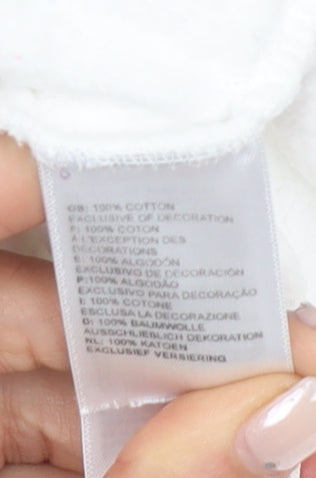 GB: 100% COTTON
EXCLUSIVE OF DECORATION
F: 100% COTON
A L'EXCEPTION DES
DECORATIONS
E: 100% ALGODÓN
EXCLUSIVO DE DECORACIÓN
P:100% ALGODÃO
EXCLUSIVO PARA DECORAÇÃO
I: 100% COTONE
ESCLUSA LA DECORAZIONE
D: 100% BAUMWOLLE
AUSSCHLIEBLICH DEKORATION
NL: 100% KATOEN
EXCLUSIEF VERSIERING